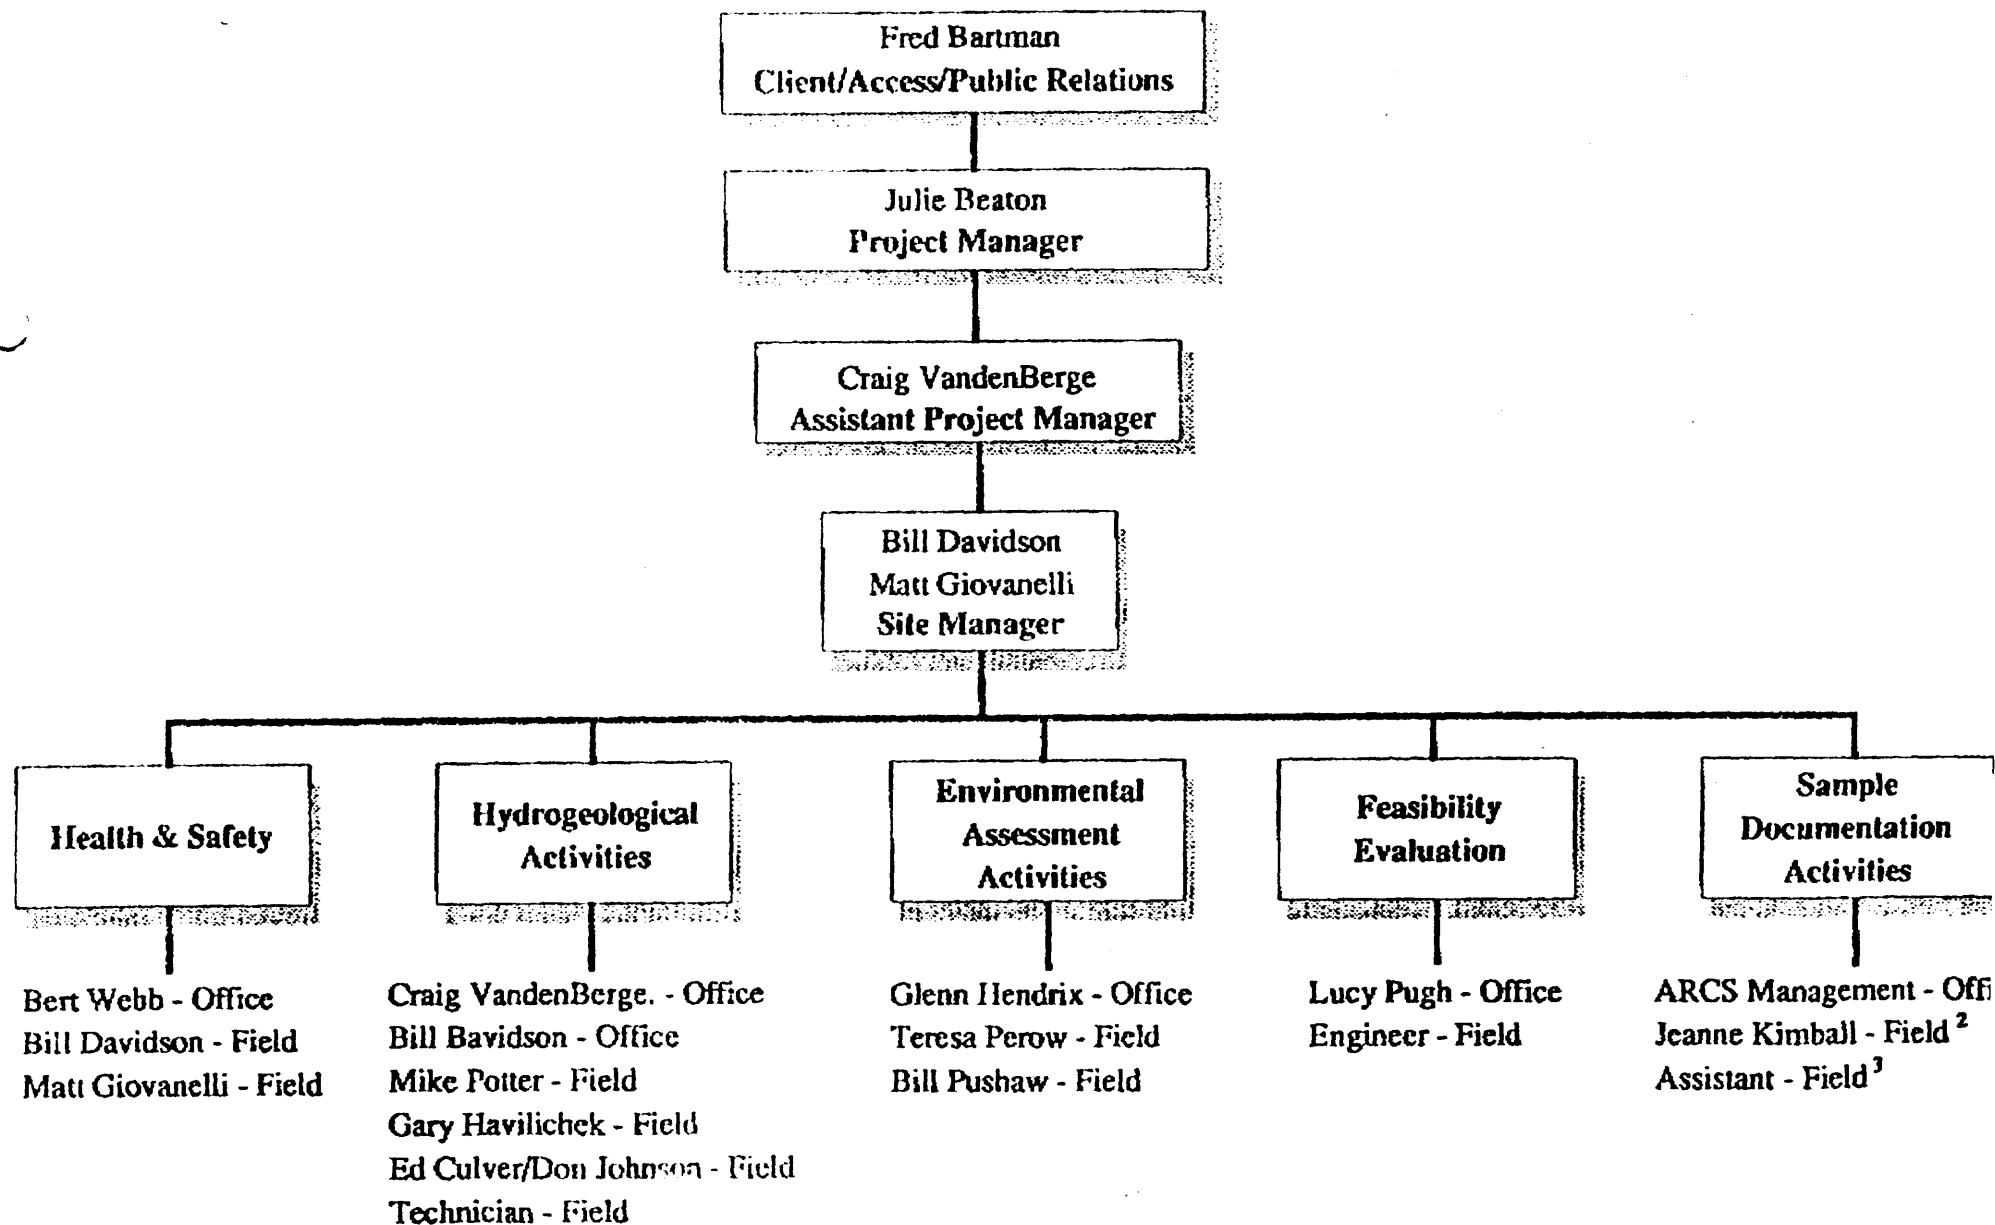 Fred Bartman
Client/Access/Public Relations
Julie Beaton
Project Manager
Craig VandenBerge
Assistant Project Manager
Bill Davidson
Matt Giovanelli
Site Manager
Health & Safety
Bert Webb - Office
Bill Davidson - Field
Matt Giovanelli - Field
Hydrogeological
Activities
Craig VandenBerge. - Office
Bill Bavidson - Office
Mike Potter - Field
Gary Havilichek - Field
Ed Culver/Don Johnson - Field
Technician - Field
Environmental
Assessment
Activities
Glenn Hendrix - Office
Teresa Perow - Field
Bill Pushaw - Field
Feasibility
Evaluation
Lucy Pugh - Office
Engineer - Field
Sample
Documentation
Activities
ARCS Management - Offi
Jeanne Kimball - Field 2
Assistant - Field 3